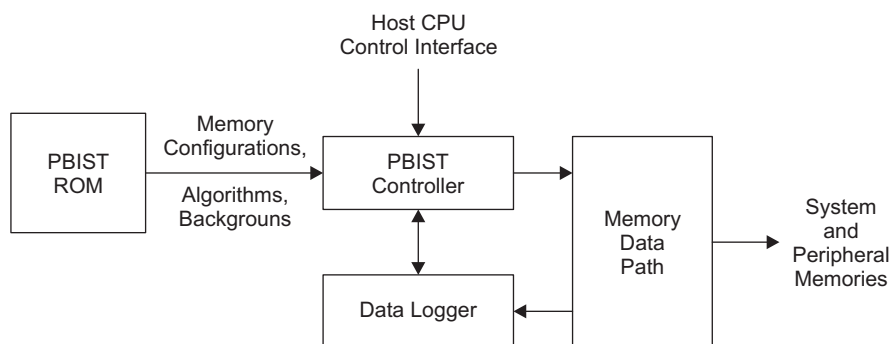 Host CPU
Control Interface
PBIST
ROM
Memory
Configurations,
Algorithms,
Backgrouns
PBIST
Controller
Memory
Data
Path
System
and
Peripheral
Memories
Data Logger